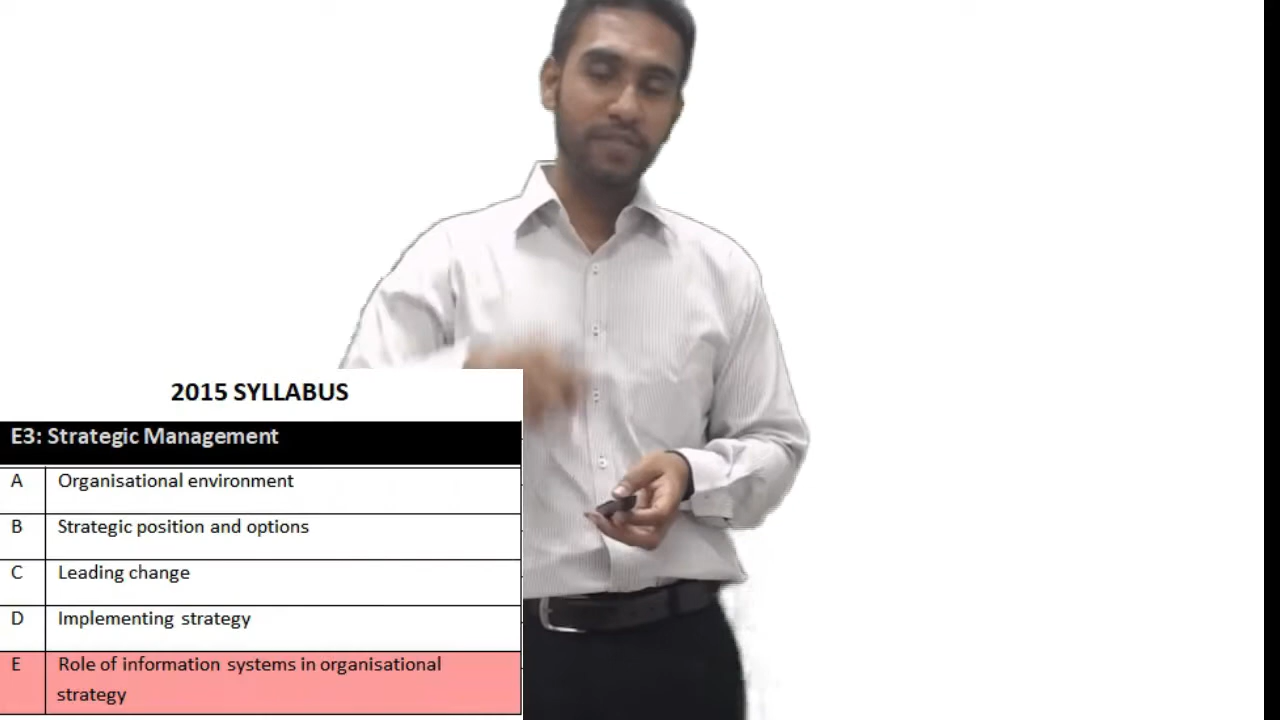 2015 SYLLABUS
E3: Strategic Management
A Organisational environment
B Strategic position and options
C Leading change
D Implementing strategy
E Role of information systems in organisational
strategy